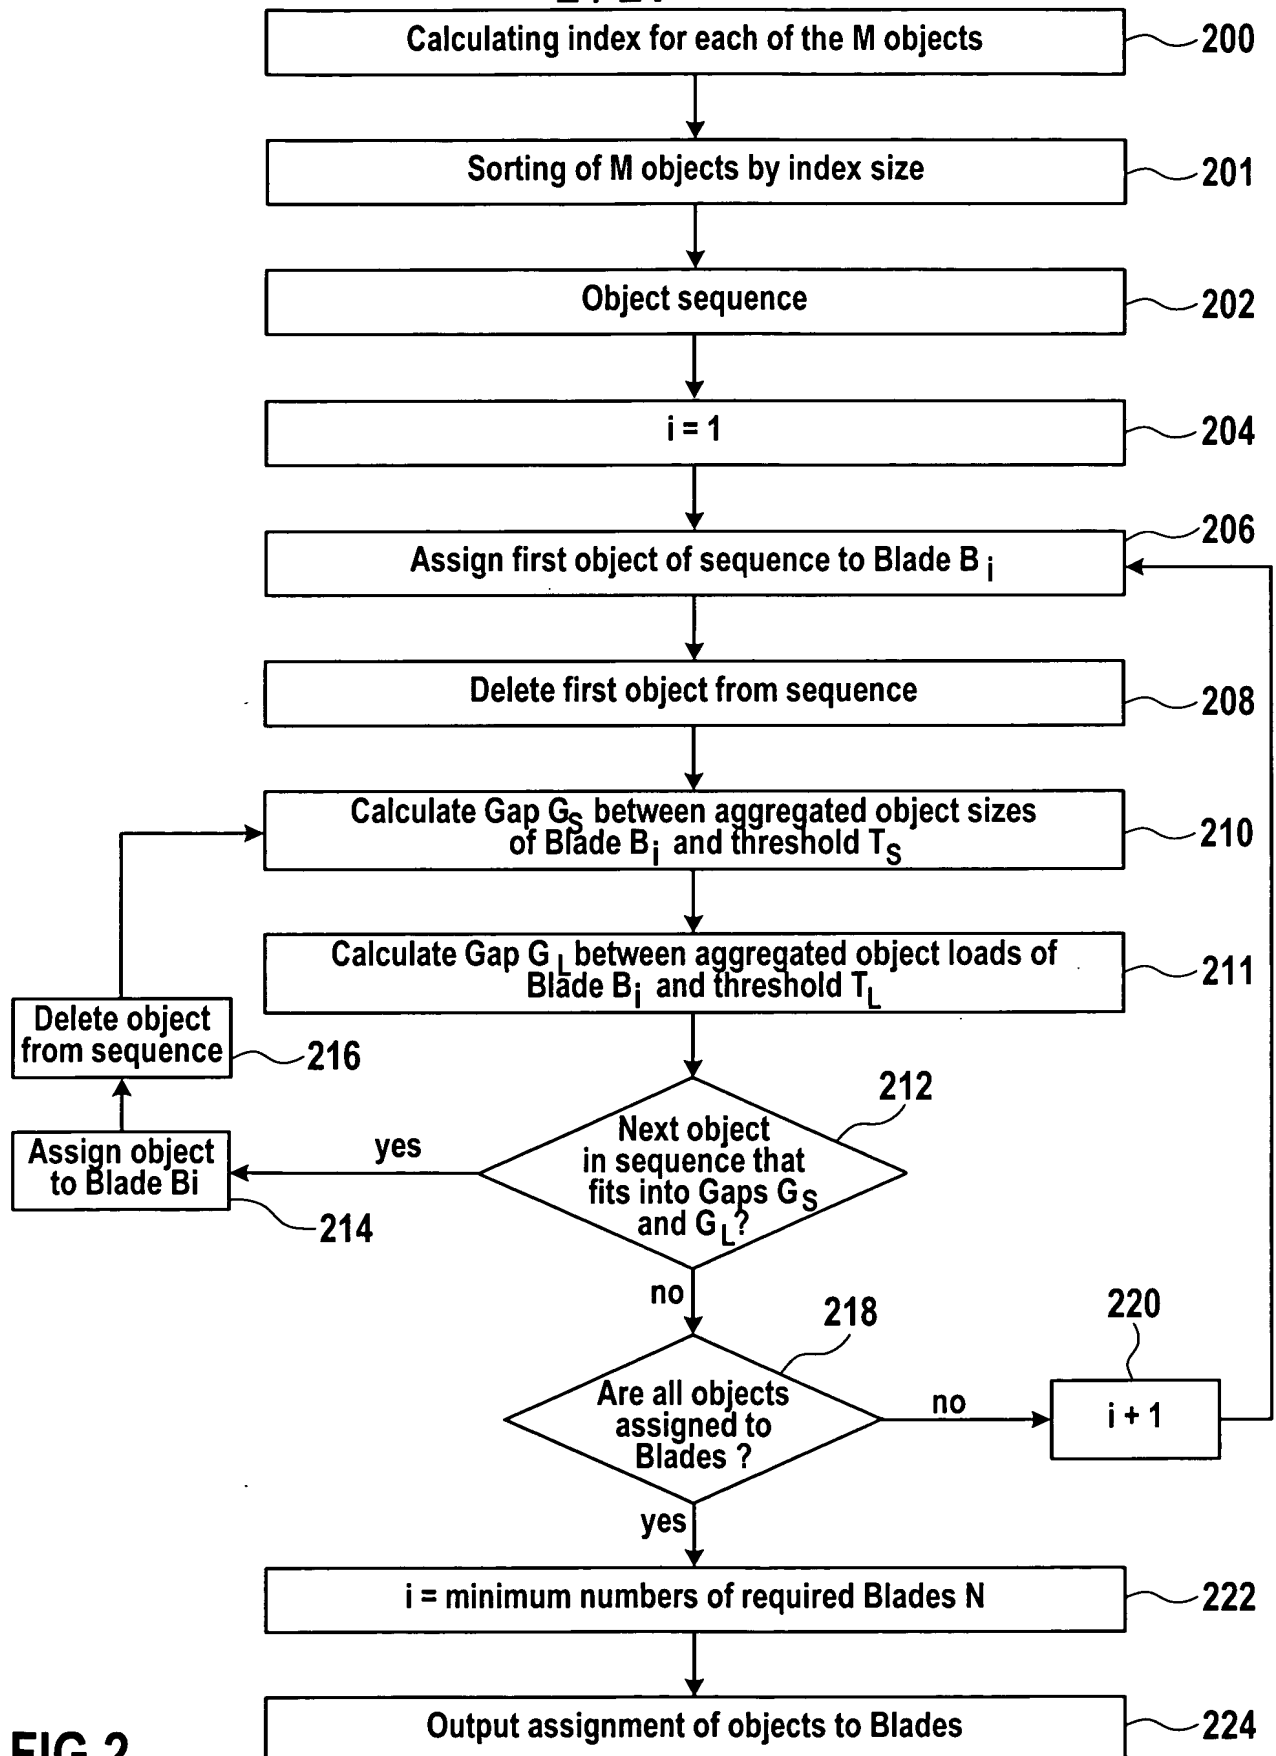 Calculating index for each of the M objects
200
Sorting of M objects by index size
201
Object sequence
202
i = 1
204
206
Assign first object of sequence to Blade B i
Delete first object from sequence
208
Calculate Gap GS between aggregated object sizes
of Blade Bi and threshold TS
210
Calculate Gap GL between aggregated object loads of
Blade Bi and threshold TL
211
Delete object
from sequence
216
212
Next object
in sequence that
fits into Gaps GS
and GL?
yes
Assign object
to Blade Bi
214
no
218
220
Are all objects
assigned to
Blades ?
no
i + 1
yes
i = minimum numbers of required Blades N
222
Output assignment of objects to Blades
224
FIG 2